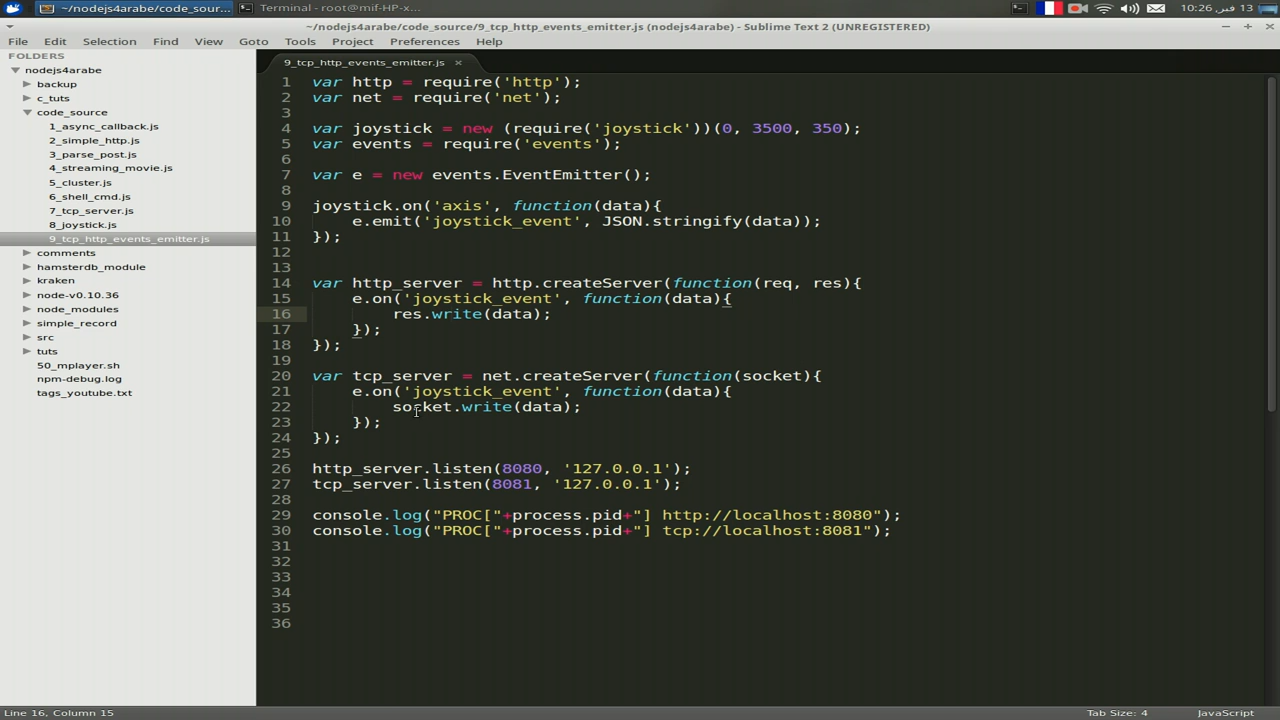 ~/nodejs4arabe/code_sour...
Terminal - root@mif-HP-x...
10:26 ,فبر 13
~/nodejs4arabe/code_source/9_tcp_http_events_emitter.js (nodejs4arabe) - Sublime Text 2 (UNREGISTERED)
File Edit Selection Find View Goto Tools Project Preferences Help
FOLDERS
nodejs4arabe
backup
c_tuts
code_source
1_async_callback.js
2_simple_http.js
3_parse_post.js
4_streaming_movie.js
5_cluster.js
6_shell_cmd.js
7_tcp_server.js
8_joystick.js
9_tcp_http_events_emitter.js
comments
hamsterdb_module
kraken
node-v0.10.36
node_modules
simple_record
src
tuts
50_mplayer.sh
npm-debug.log
tags_youtube.txt
9_tcp_http_events_emitter.js ×
1 var http = require('http');
2 var net = require('net');
3
4 var joystick = new (require('joystick'))(0, 3500, 350);
5 var events = require('events');
6
7 var e = new events.EventEmitter();
8
9 joystick.on('axis', function(data){
10 e.emit('joystick_event', JSON.stringify(data));
11 });
12
13
14 var http_server = http.createServer(function(req, res){
15 e.on('joystick_event', function(data){
16 res.write(data);
17 });
18 });
19
20 var tcp_server = net.createServer(function(socket){
21 e.on('joystick_event', function(data){
22 socket.write(data);
23 });
24 });
25
26 http_server.listen(8080, '127.0.0.1');
27 tcp_server.listen(8081, '127.0.0.1');
28
29 console.log("PROC["+process.pid+"] http://localhost:8080");
30 console.log("PROC["+process.pid+"] tcp://localhost:8081");
31
32
33
34
35
36
Line 16, Column 15
Tab Size: 4
JavaScript